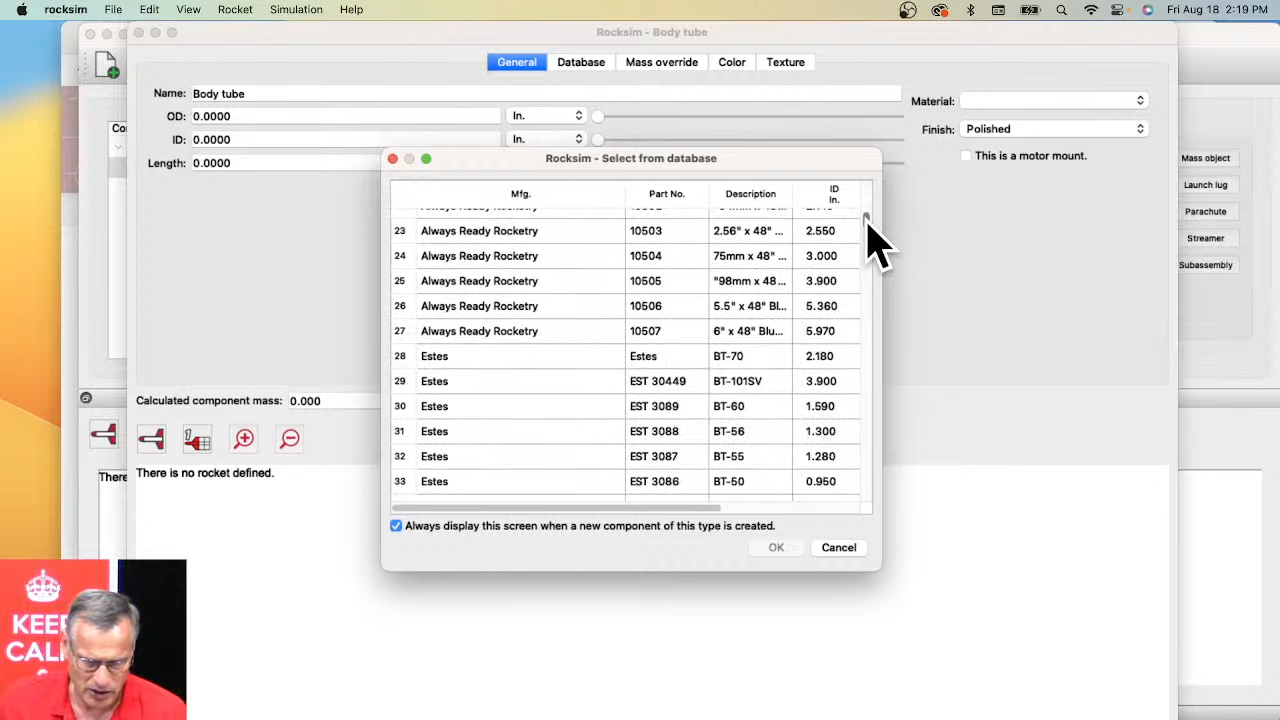 rocksim File Edit Rocket Simulation Help Fri Aug 18 2:19 PM
Rocksim - Body tube
General Database Mass override Color Texture
Name: Body tube
OD: 0.0000 In.
ID: 0.0000 In.
Length: 0.0000
Material:
Finish: Polished
This is a motor mount.
Mass object
Launch lug
Parachute
Streamer
Subassembly
Co
Rocksim - Select from database
Mfg. Part No. Description ID In.
23 Always Ready Rocketry 10503 2.56" x 48" ... 2.550
24 Always Ready Rocketry 10504 75mm x 48" ... 3.000
25 Always Ready Rocketry 10505 "98mm x 48... 3.900
26 Always Ready Rocketry 10506 5.5" x 48" Bl... 5.360
27 Always Ready Rocketry 10507 6" x 48" Blu... 5.970
28 Estes Estes BT-70 2.180
29 Estes EST 30449 BT-101SV 3.900
30 Estes EST 3089 BT-60 1.590
31 Estes EST 3088 BT-56 1.300
32 Estes EST 3087 BT-55 1.280
33 Estes EST 3086 BT-50 0.950
Always display this screen when a new component of this type is created.
OK Cancel
Calculated component mass: 0.000
There is no rocket defined.
There
KEEP
CAL